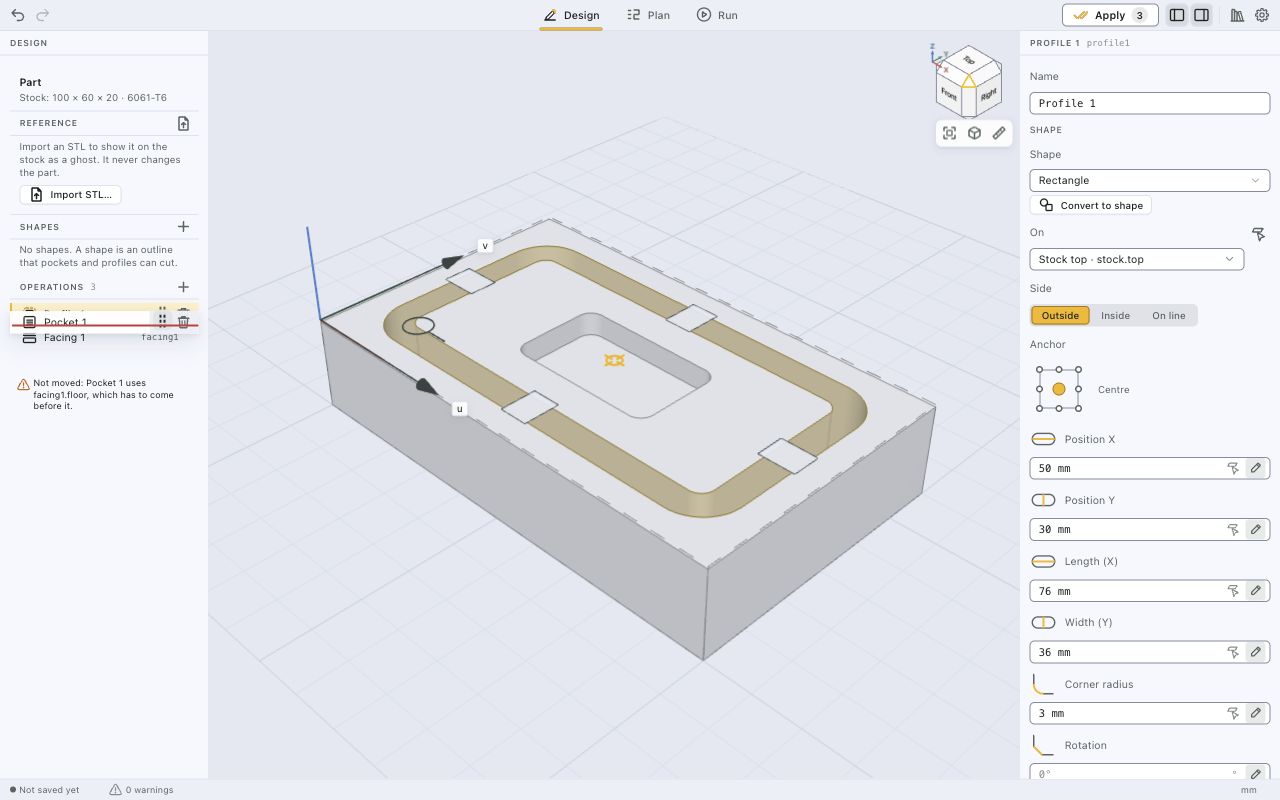 Design
Plan
Run
Apply 3
DESIGN
Part
Stock: 100 × 60 × 20 · 6061-T6
REFERENCE
Import an STL to show it on the
stock as a ghost. It never changes
the part.
Import STL…
SHAPES
No shapes. A shape is an outline
that pockets and profiles can cut.
OPERATIONS 3
Pocket 1
Facing 1 facing1
Not moved: Pocket 1 uses
facing1.floor, which has to come
before it.
Z
Y
X
Top
Front
Right
v
u
PROFILE 1 profile1
Name
Profile 1
SHAPE
Shape
Rectangle
Convert to shape
On
Stock top · stock.top
Side
Outside
Inside
On line
Anchor
Centre
Position X
50 mm
Position Y
30 mm
Length (X)
76 mm
Width (Y)
36 mm
Corner radius
3 mm
Rotation
0° °
Not saved yet
0 warnings
mm